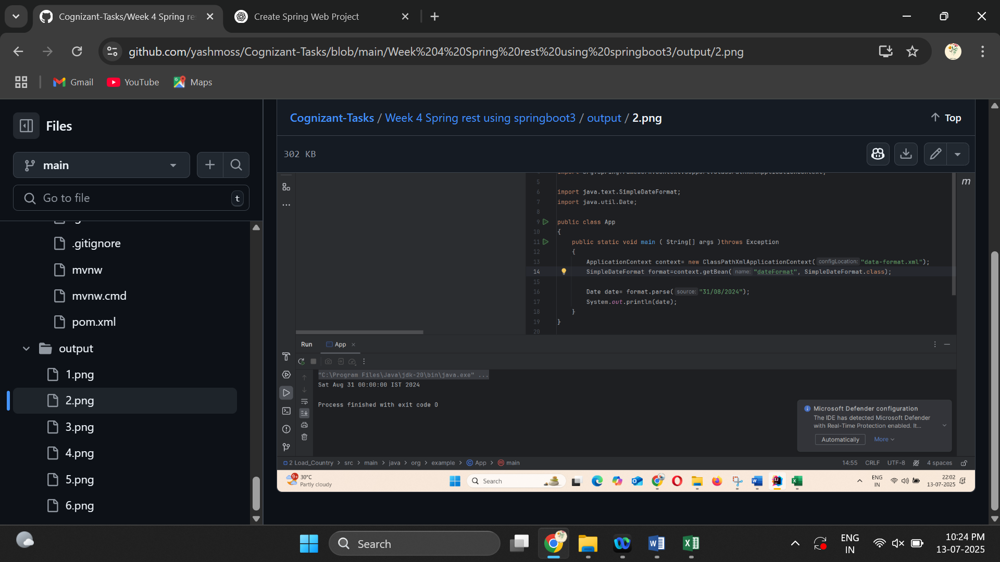 Cognizant-Tasks/Week 4 Spring re
Create Spring Web Project
github.com/yashmoss/Cognizant-Tasks/blob/main/Week%204%20Spring%20rest%20using%20springboot3/output/2.png
Gmail
YouTube
Maps
Files
main
Go to file
t
.gitignore
mvnw
mvnw.cmd
pom.xml
output
1.png
2.png
3.png
4.png
5.png
6.png
Cognizant-Tasks / Week 4 Spring rest using springboot3 / output / 2.png
Top
302 KB
5
6 import java.text.SimpleDateFormat;
7 import java.util.Date;
8
9 public class App
10 {
11 public static void main ( String[] args )throws Exception
12 {
13 ApplicationContext context= new ClassPathXmlApplicationContext( configLocation: "data-format.xml");
14 SimpleDateFormat format=context.getBean( name: "dateFormat", SimpleDateFormat.class);
15
16 Date date= format.parse( source: "31/08/2024");
17 System.out.println(date);
18 }
19 }
20
m
Run
App
"C:\Program Files\Java\jdk-20\bin\java.exe" ...
Sat Aug 31 00:00:00 IST 2024
Process finished with exit code 0
Microsoft Defender configuration
The IDE has detected Microsoft Defender
with Real-Time Protection enabled. It...
Automatically
More
2 Load_Country > src > main > java > org > example > App > main
14:55 CRLF UTF-8 4 spaces
9+
30°C
Partly cloudy
Search
ENG
IN
22:02
13-07-2025
Search
ENG
IN
10:24 PM
13-07-2025